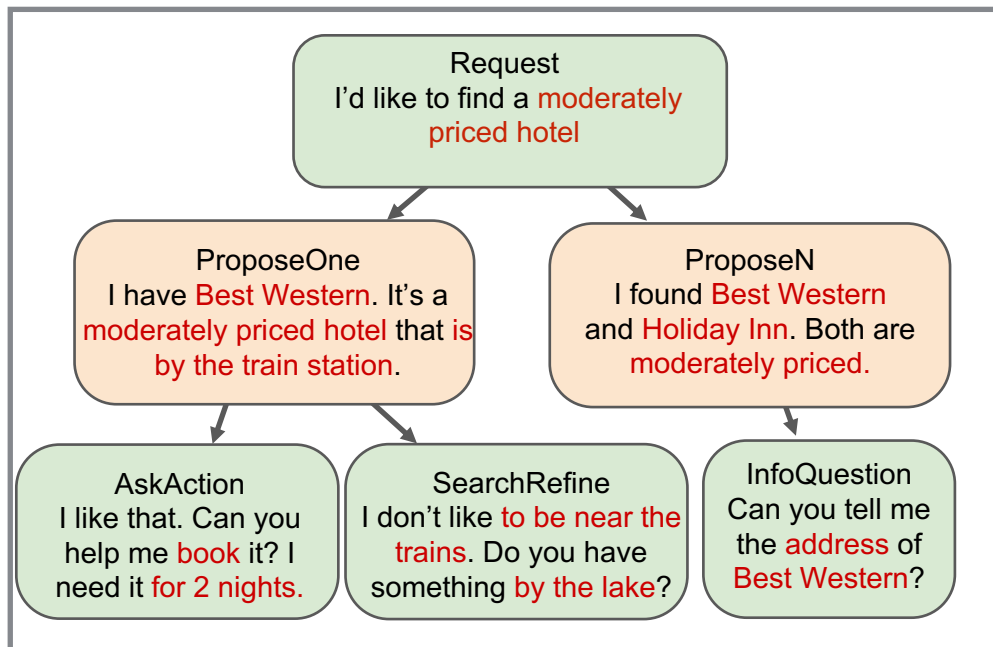 Request
I'd like to find a moderately
priced hotel
ProposeOne
I have Best Western. It's a
moderately priced hotel that is
by the train station.
ProposeN
I found Best Western
and Holiday Inn. Both are
moderately priced.
AskAction
I like that. Can you
help me book it? I
need it for 2 nights.
SearchRefine
I don't like to be near the
trains. Do you have
something by the lake?
InfoQuestion
Can you tell me
the address of
Best Western?